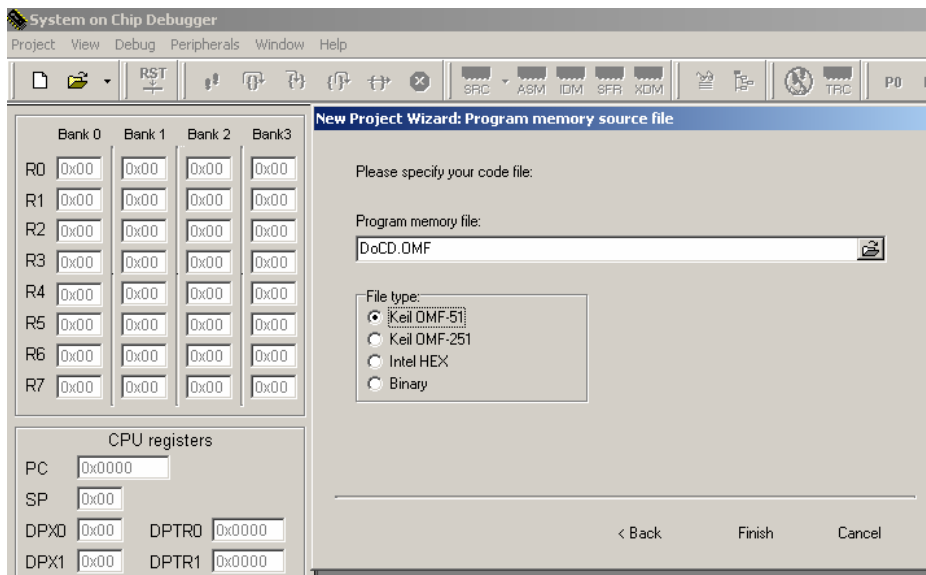 System on Chip Debugger
Project View Debug Peripherals Window Help
RST SRC ASM IDM SFR XDM TRC P0
Bank 0 Bank 1 Bank 2 Bank3
R0 0x00 0x00 0x00 0x00
R1 0x00 0x00 0x00 0x00
R2 0x00 0x00 0x00 0x00
R3 0x00 0x00 0x00 0x00
R4 0x00 0x00 0x00 0x00
R5 0x00 0x00 0x00 0x00
R6 0x00 0x00 0x00 0x00
R7 0x00 0x00 0x00 0x00
CPU registers
PC 0x0000
SP 0x00
DPX0 0x00 DPTR0 0x0000
DPX1 0x00 DPTR1 0x0000
New Project Wizard: Program memory source file
Please specify your code file:
Program memory file:
DoCD.OMF
File type:
Keil OMF-51
Keil OMF-251
Intel HEX
Binary
< Back Finish Cancel